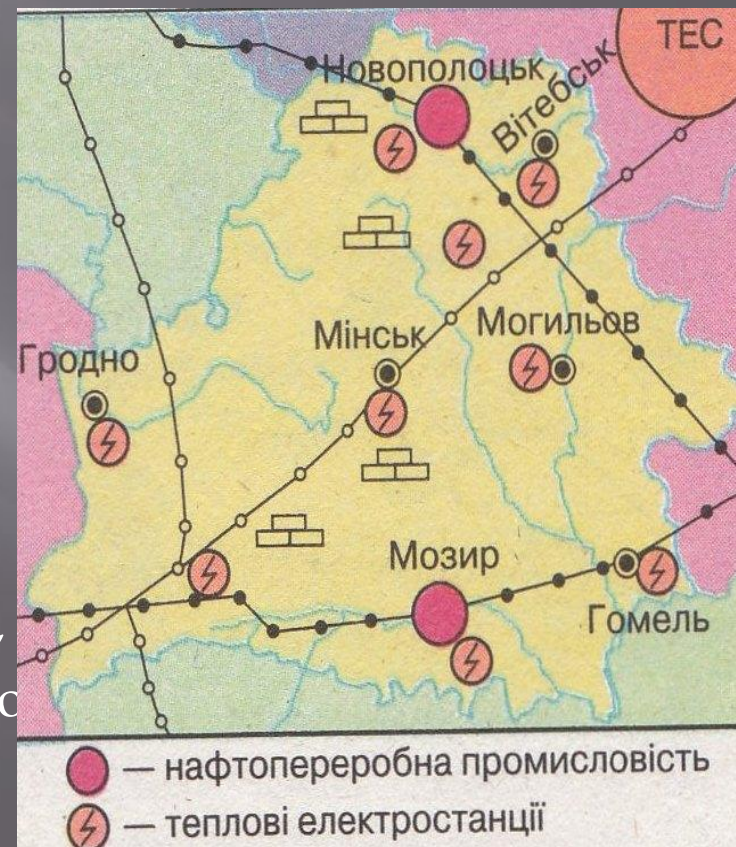 ТЕС
Новополоцьк
Вітебськ
Мінськ
Могильов
Гродно
Мозир
Гомель
— нафтопереробна промисловість
— теплові електростанції